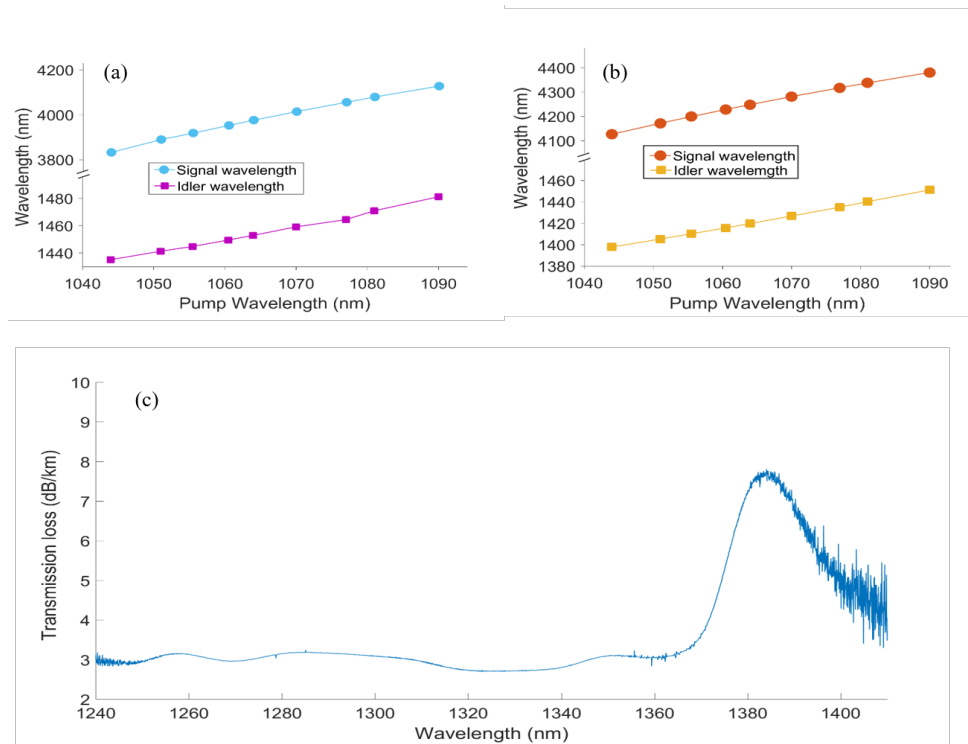 (a)
4200
4000
3800
1480
1460
1440
Wavelength (nm)
Signal wavelength
Idler wavelength
1040 1050 1060 1070 1080 1090
Pump Wavelength (nm)
(b)
4400
4300
4200
4100
1460
1440
1420
1400
1380
Wavelength (nm)
Signal wavelength
Idler wavelemgth
1040 1050 1060 1070 1080 1090
Pump Wavelength (nm)
(c)
10
9
8
7
6
5
4
3
2
Transmission loss (dB/km)
1240 1260 1280 1300 1320 1340 1360 1380 1400
Wavelength (nm)